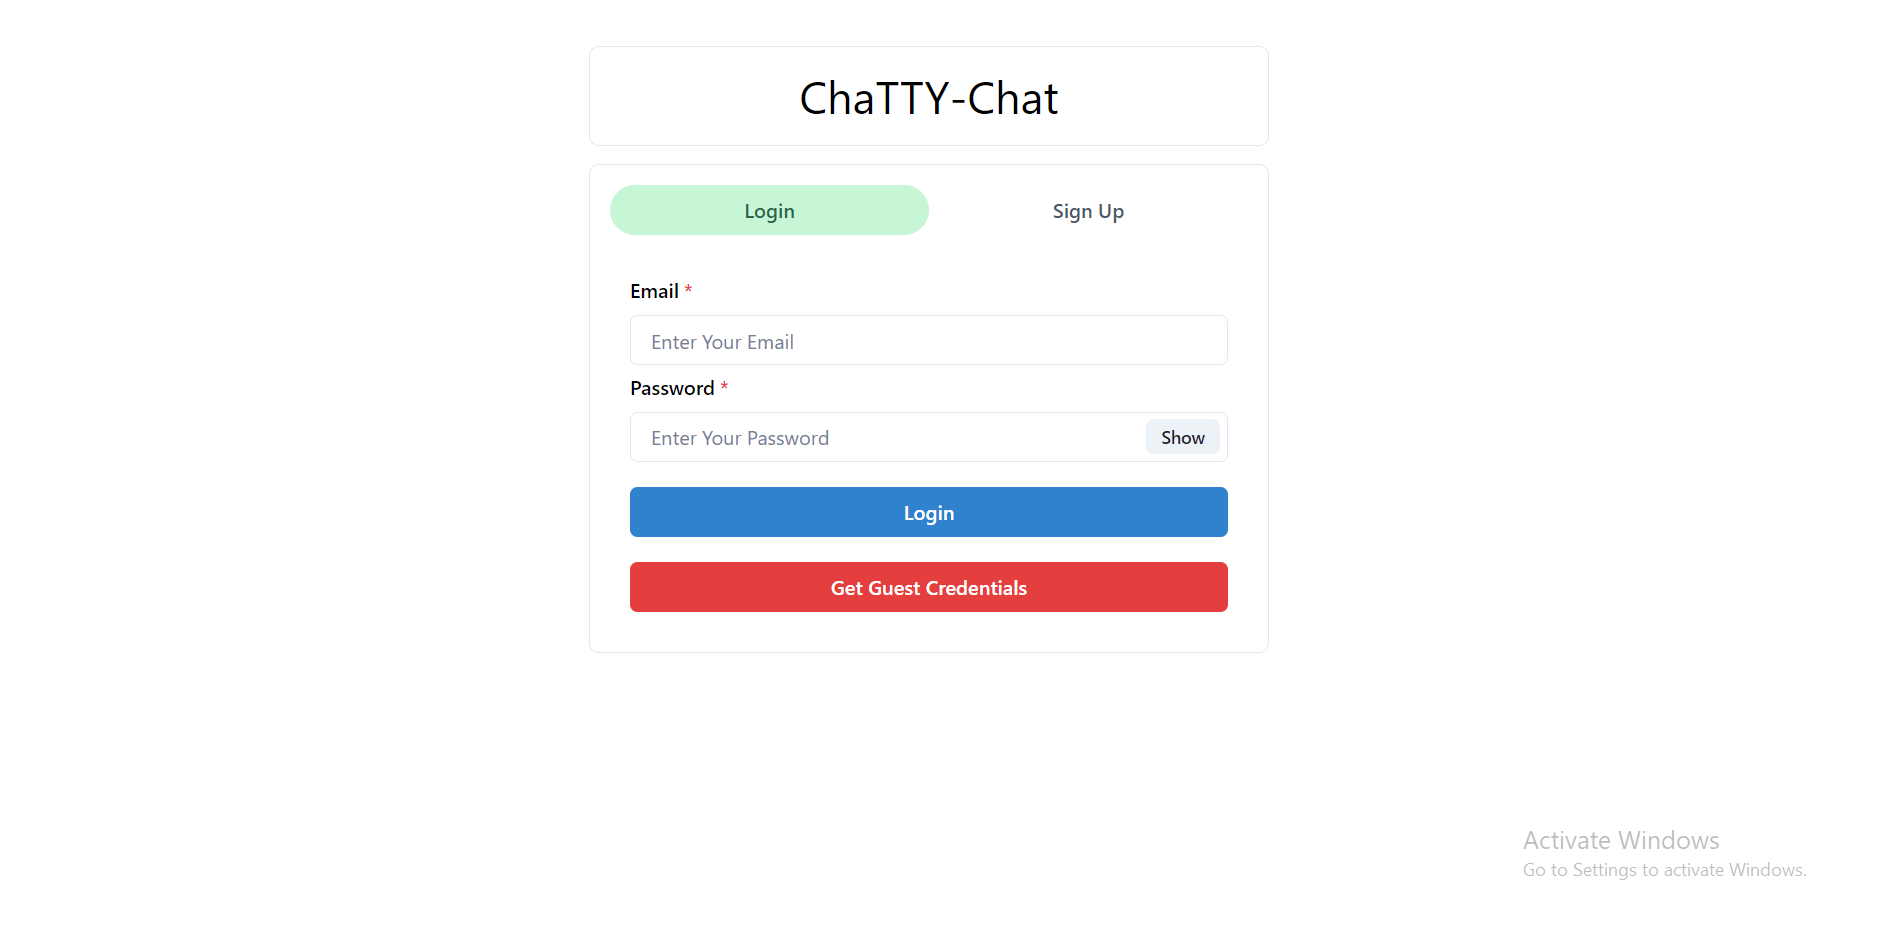 ChaTTY-Chat
Login
Sign Up
Email *
Enter Your Email
Password *
Enter Your Password
Show
Login
Get Guest Credentials
Activate Windows
Go to Settings to activate Windows.